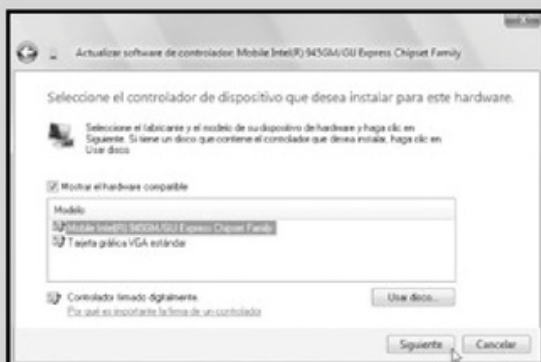 Actualizar software de controlador: Mobile Intel(R) 945GM/GU Express Chipset Family
Seleccione el controlador de dispositivo que desea instalar para este hardware.
Seleccione el fabricante y el modelo de su dispositivo de hardware y haga clic en
Siguiente. Si tiene un disco que contiene el controlador que desea instalar, haga clic en
Usar disco.
Mostrar el hardware compatible
Modelo
Mobile Intel(R) 945GM/GU Express Chipset Family
Tarjeta gráfica VGA estándar
Controlador firmado digitalmente.
Usar disco...
Por qué es importante la firma de un controlador
Siguiente
Cancelar